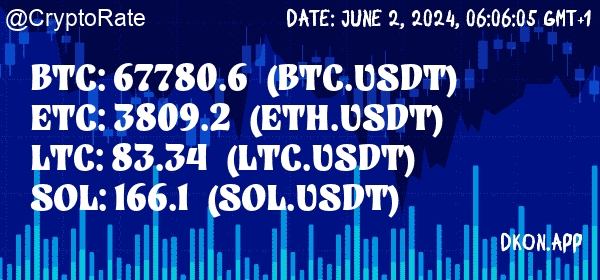 @CryptoRate
DATE: JUNE 2, 2024, 06:06:05 GMT+1
BTC: 67780.6 (BTC.USDT)
ETC: 3809.2 (ETH.USDT)
LTC: 83.34 (LTC.USDT)
SOL: 166.1 (SOL.USDT)
DKON.APP